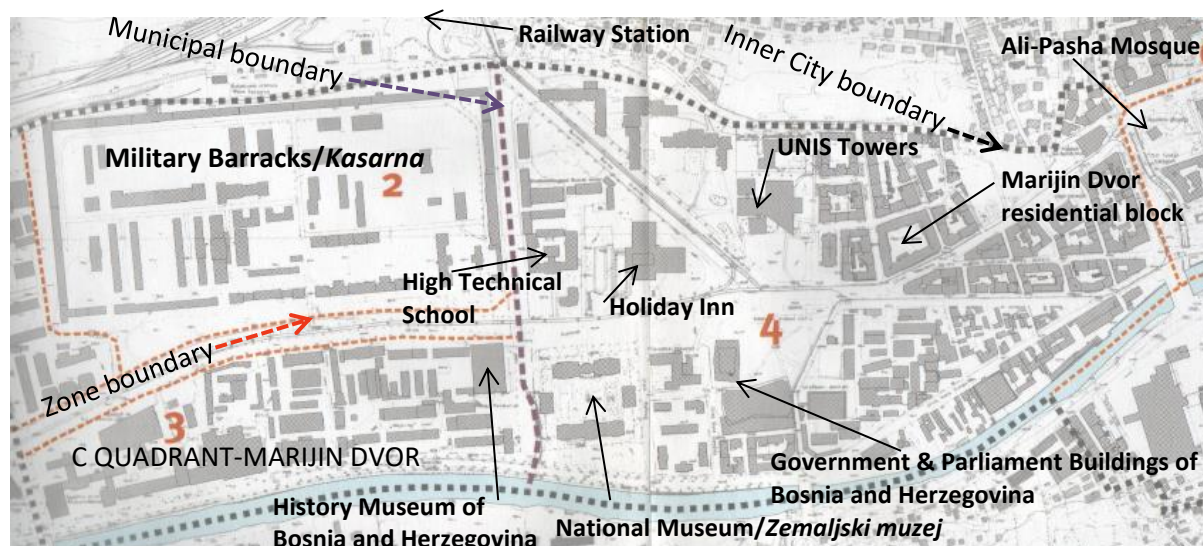 Municipal boundary
Railway Station
Inner City boundary
Ali-Pasha Mosque
Military Barracks/Kasarna
2
UNIS Towers
Marijin Dvor
residential block
High Technical
School
Holiday Inn
4
Zone boundary
3
C QUADRANT-MARIJIN DVOR
Government & Parliament Buildings of
Bosnia and Herzegovina
History Museum of
Bosnia and Herzegovina
National Museum/Zemaljski muzej